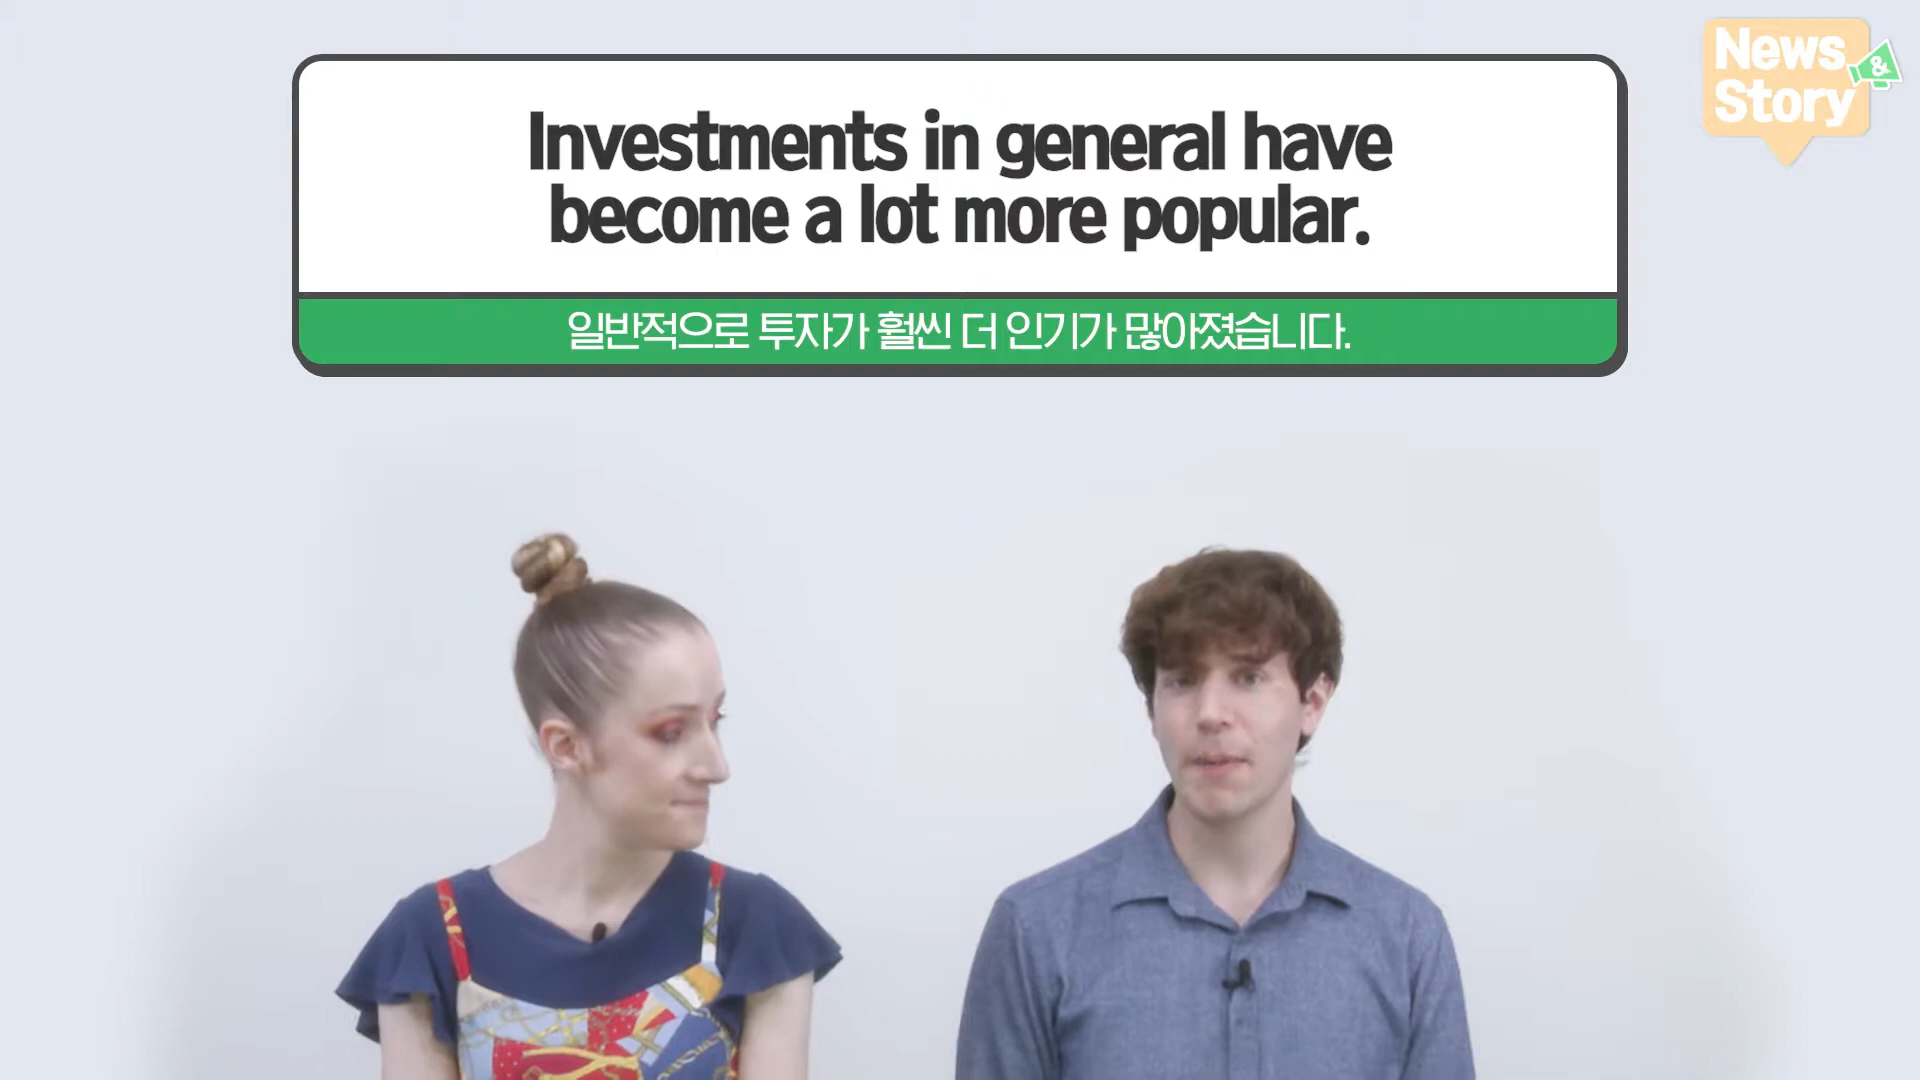 Investments in general have
become a lot more popular.
일반적으로 투자가 훨씬 더 인기가 많아졌습니다.
News &
Story